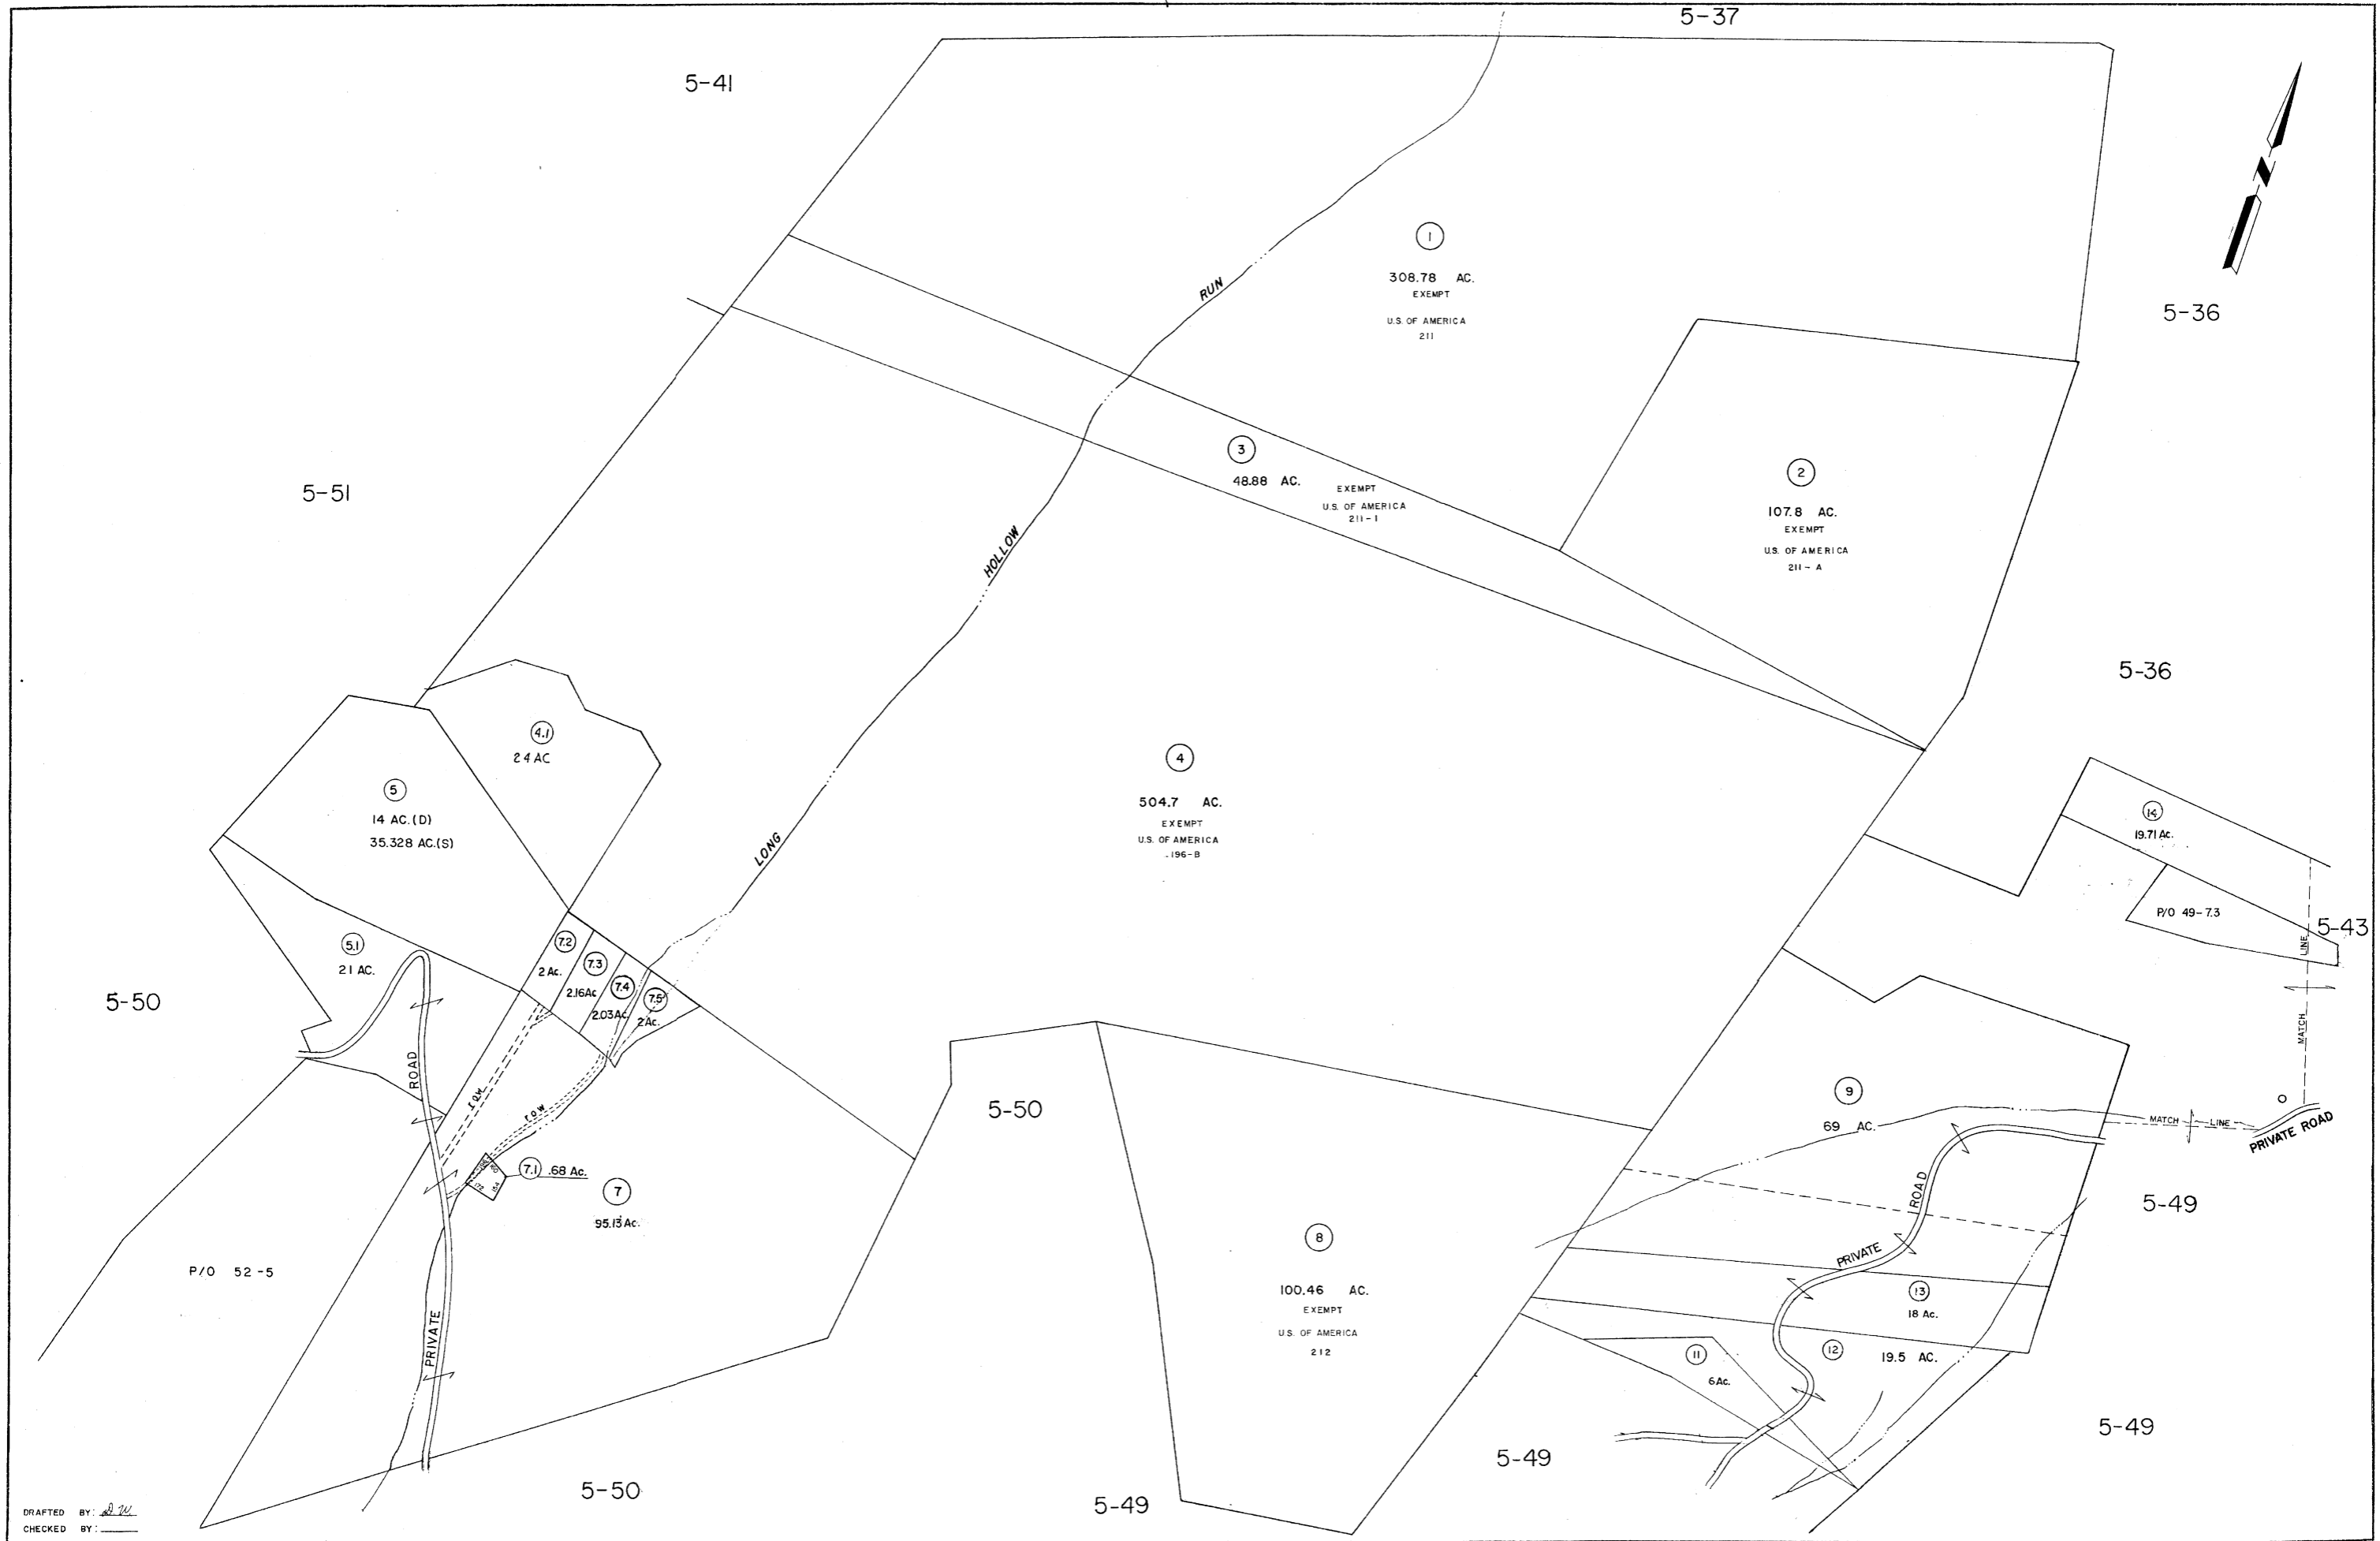 5-37
5-41
N
1
308.78 AC.
EXEMPT
U.S. OF AMERICA
211
RUN
5-36
3
48.88 AC.
EXEMPT
U.S. OF AMERICA
211-1
2
107.8 AC.
EXEMPT
U.S. OF AMERICA
211-A
5-51
HOLLOW
5-36
4.1
24 AC
4
504.7 AC.
EXEMPT
U.S. OF AMERICA
196-B
5
14 AC.(D)
35.328 AC.(S)
LONG
14
19.71 Ac.
P/O 49-7.3
5-43
LINE
MATCH
5.1
21 AC.
7.2
2 Ac.
7.3
2.16Ac
7.4
2.03Ac.
7.5
2Ac.
5-50
ROAD
r.o.w.
r.o.w
5-50
9
69 AC.
MATCH LINE
PRIVATE ROAD
7.1 .68 Ac.
172
154
7
95.13 Ac.
ROAD
5-49
8
100.46 AC.
EXEMPT
U.S. OF AMERICA
212
P/O 52-5
PRIVATE
PRIVATE
13
18 Ac.
12
19.5 AC.
11
6Ac.
5-49
5-49
5-50
5-49
DRAFTED BY: D.W.
CHECKED BY: